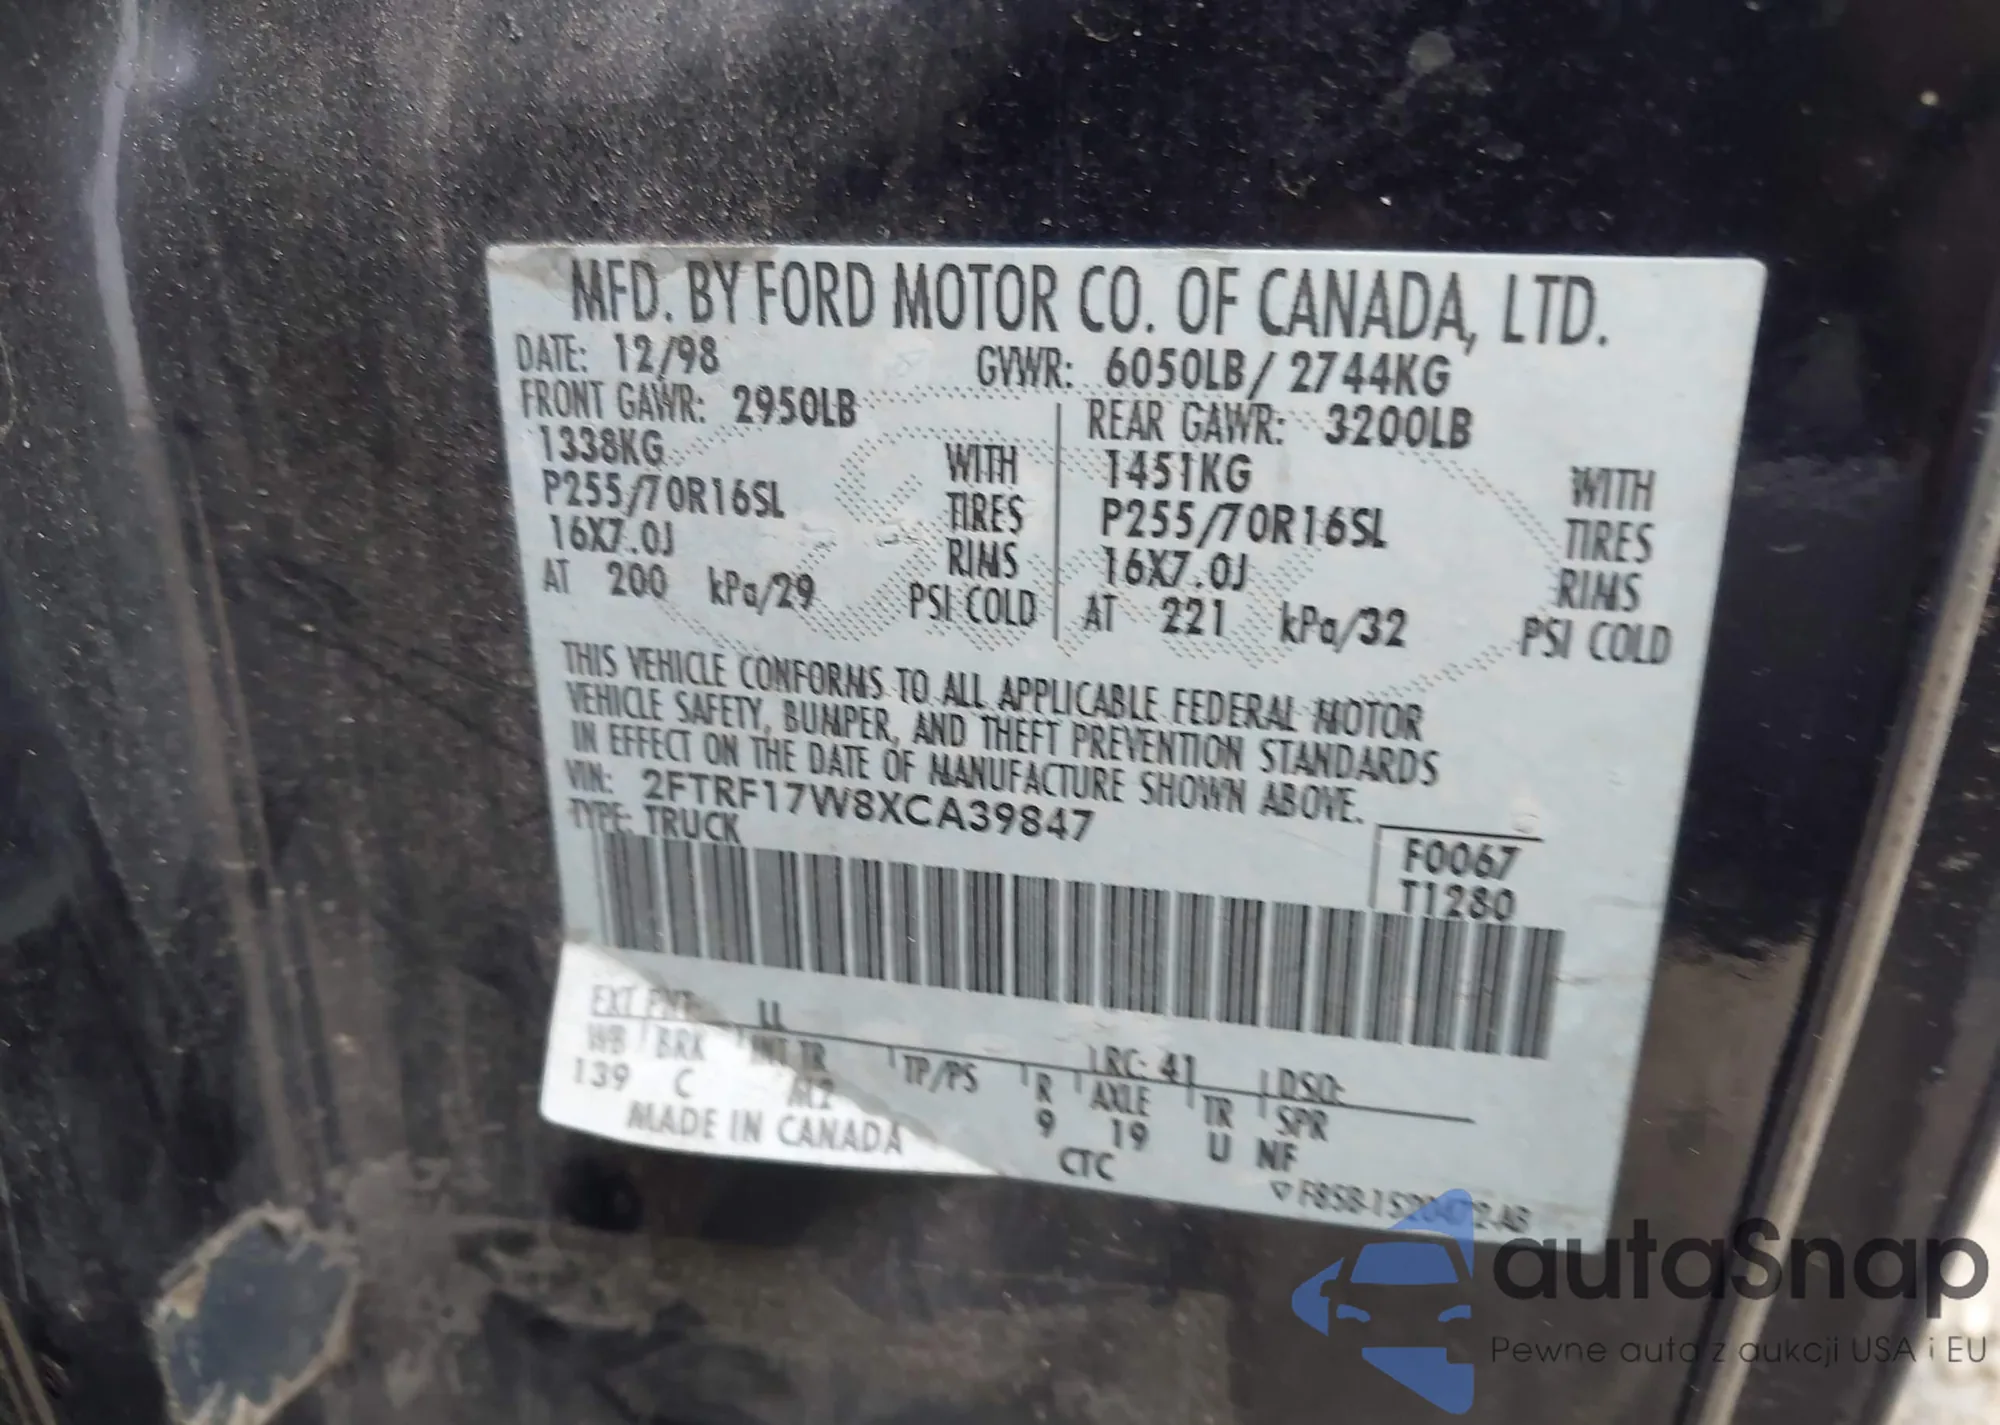 MFD. BY FORD MOTOR CO. OF CANADA, LTD.
DATE: 12/98 GVWR: 6050LB / 2744KG
FRONT GAWR: 2950LB REAR GAWR: 3200LB
1338KG WITH 1451KG WITH
P255/70R16SL TIRES P255/70R16SL TIRES
16X7.0J RIMS 16X7.0J RIMS
AT 200 kPa/29 PSI COLD AT 221 kPa/32 PSI COLD
THIS VEHICLE CONFORMS TO ALL APPLICABLE FEDERAL MOTOR
VEHICLE SAFETY, BUMPER, AND THEFT PREVENTION STANDARDS
IN EFFECT ON THE DATE OF MANUFACTURE SHOWN ABOVE.
VIN: 2FTRF17W8XCA39847
TYPE: TRUCK
F0067
T1280
EXT PNT: LL RC: 41 DSO:
WB BRK INT TR TP/PS R AXLE TR SPR
139 C M2 9 19 U NF
MADE IN CANADA CTC
F85B-1520472-AB
autaSnap
Pewne auta z aukcji USA i EU